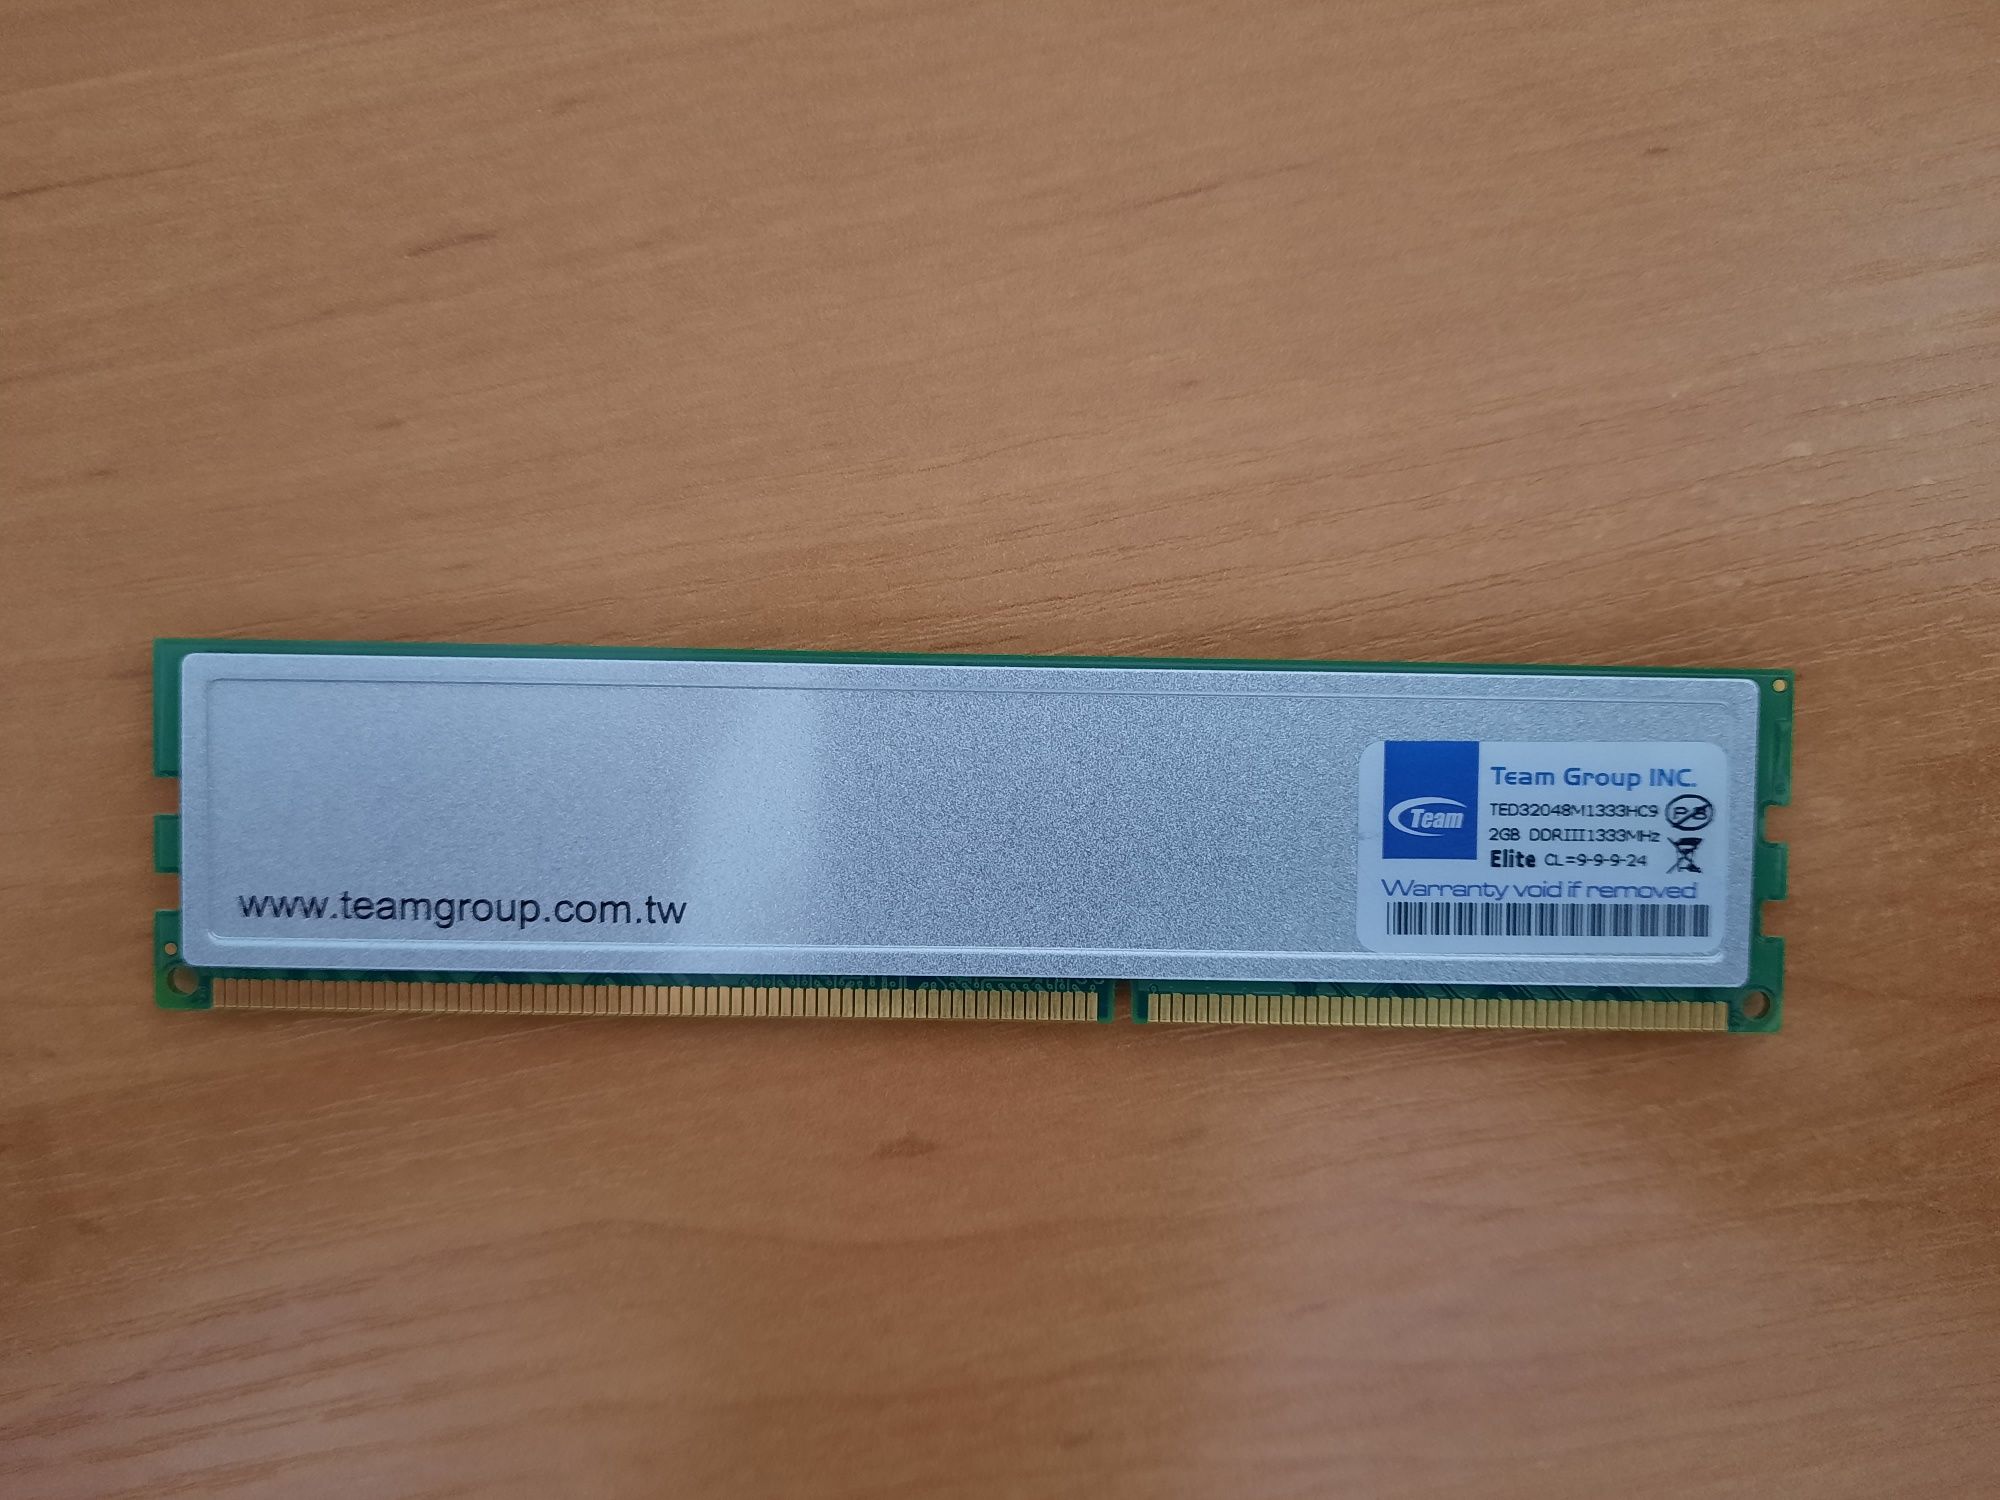 Team
Team Group INC.
TED32048M1333HC9
2GB DDRIII1333MHz
Elite CL=9-9-9-24
Warranty void if removed
www.teamgroup.com.tw